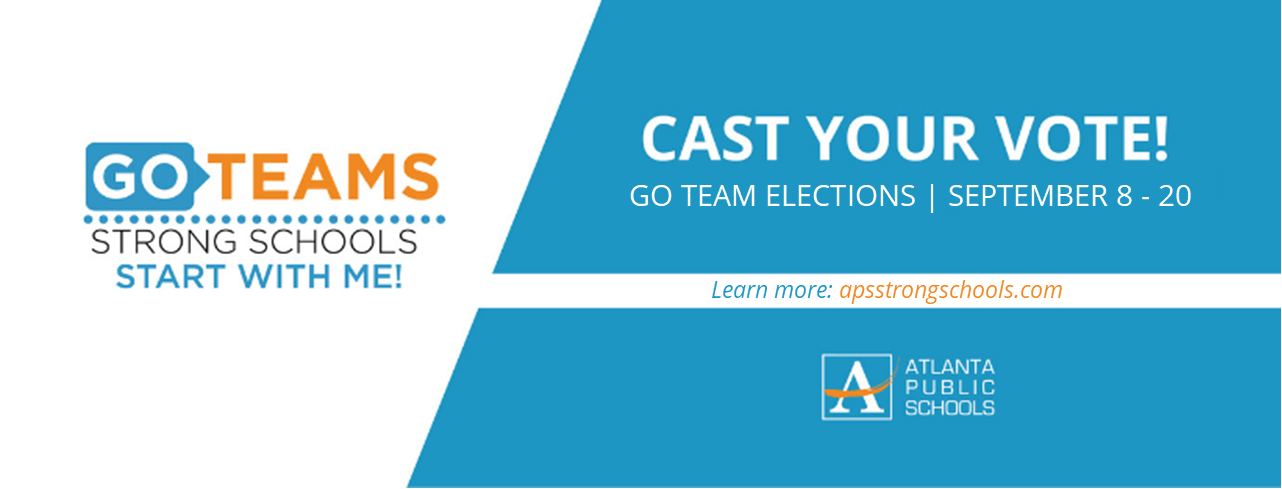 GO TEAMS
STRONG SCHOOLS
START WITH ME!
CAST YOUR VOTE!
GO TEAM ELECTIONS | SEPTEMBER 8 - 20
Learn more: apsstrongschools.com
A
ATLANTA
PUBLIC
SCHOOLS